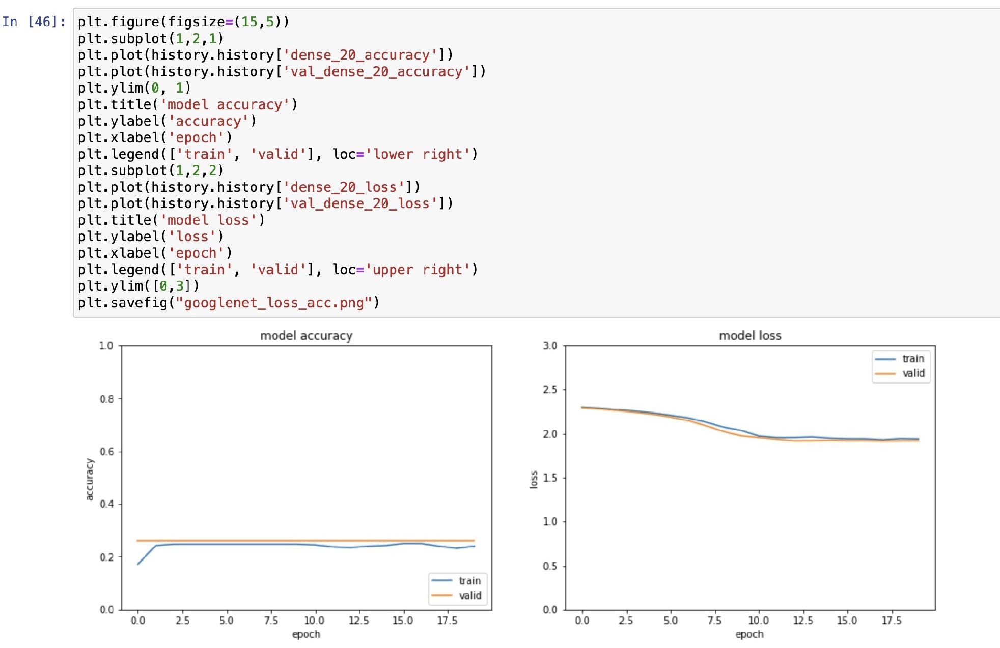 In [46]: plt.figure(figsize=(15,5))
plt.subplot(1,2,1)
plt.plot(history.history['dense_20_accuracy'])
plt.plot(history.history['val_dense_20_accuracy'])
plt.ylim(0, 1)
plt.title('model accuracy')
plt.ylabel('accuracy')
plt.xlabel('epoch')
plt.legend(['train', 'valid'], loc='lower right')
plt.subplot(1,2,2)
plt.plot(history.history['dense_20_loss'])
plt.plot(history.history['val_dense_20_loss'])
plt.title('model loss')
plt.ylabel('loss')
plt.xlabel('epoch')
plt.legend(['train', 'valid'], loc='upper right')
plt.ylim([0,3])
plt.savefig("googlenet_loss_acc.png")
model accuracy
1.0
0.8
0.6
0.4
0.2
0.0
accuracy
train
valid
0.0 2.5 5.0 7.5 10.0 12.5 15.0 17.5
epoch
model loss
3.0
2.5
2.0
1.5
1.0
0.5
0.0
loss
train
valid
0.0 2.5 5.0 7.5 10.0 12.5 15.0 17.5
epoch